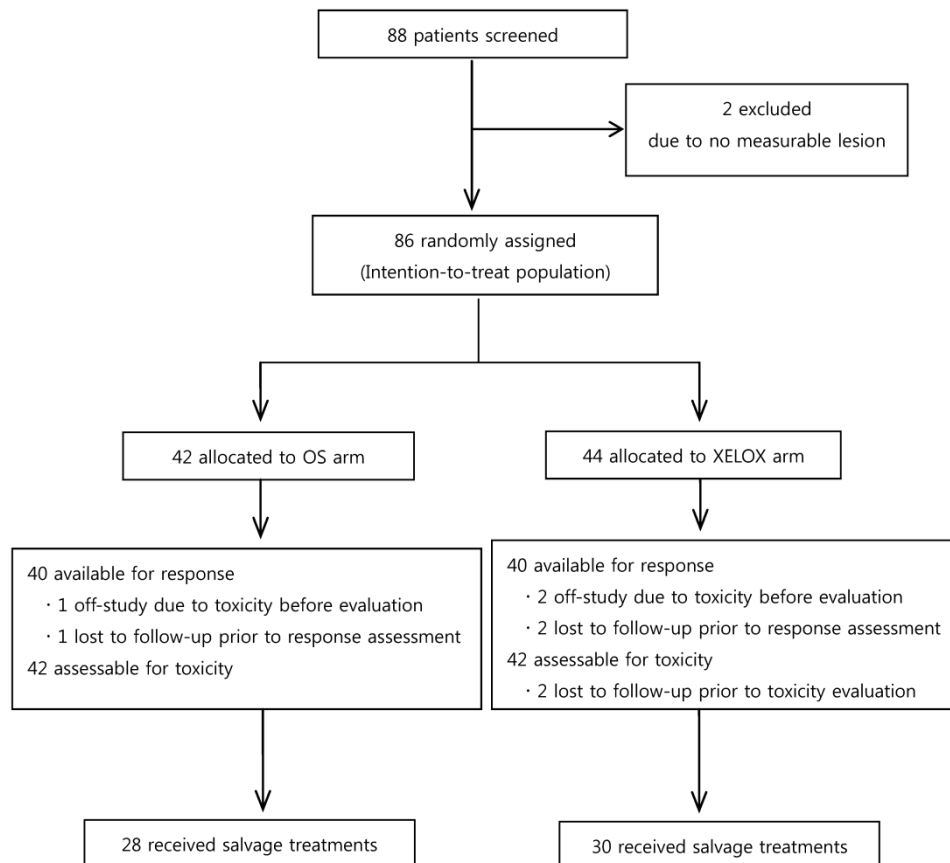 88 patients screened
2 excluded
due to no measurable lesion
86 randomly assigned
(Intention-to-treat population)
42 allocated to OS arm
44 allocated to XELOX arm
40 available for response
· 1 off-study due to toxicity before evaluation
· 1 lost to follow-up prior to response assessment
42 assessable for toxicity
40 available for response
· 2 off-study due to toxicity before evaluation
· 2 lost to follow-up prior to response assessment
42 assessable for toxicity
· 2 lost to follow-up prior to toxicity evaluation
28 received salvage treatments
30 received salvage treatments